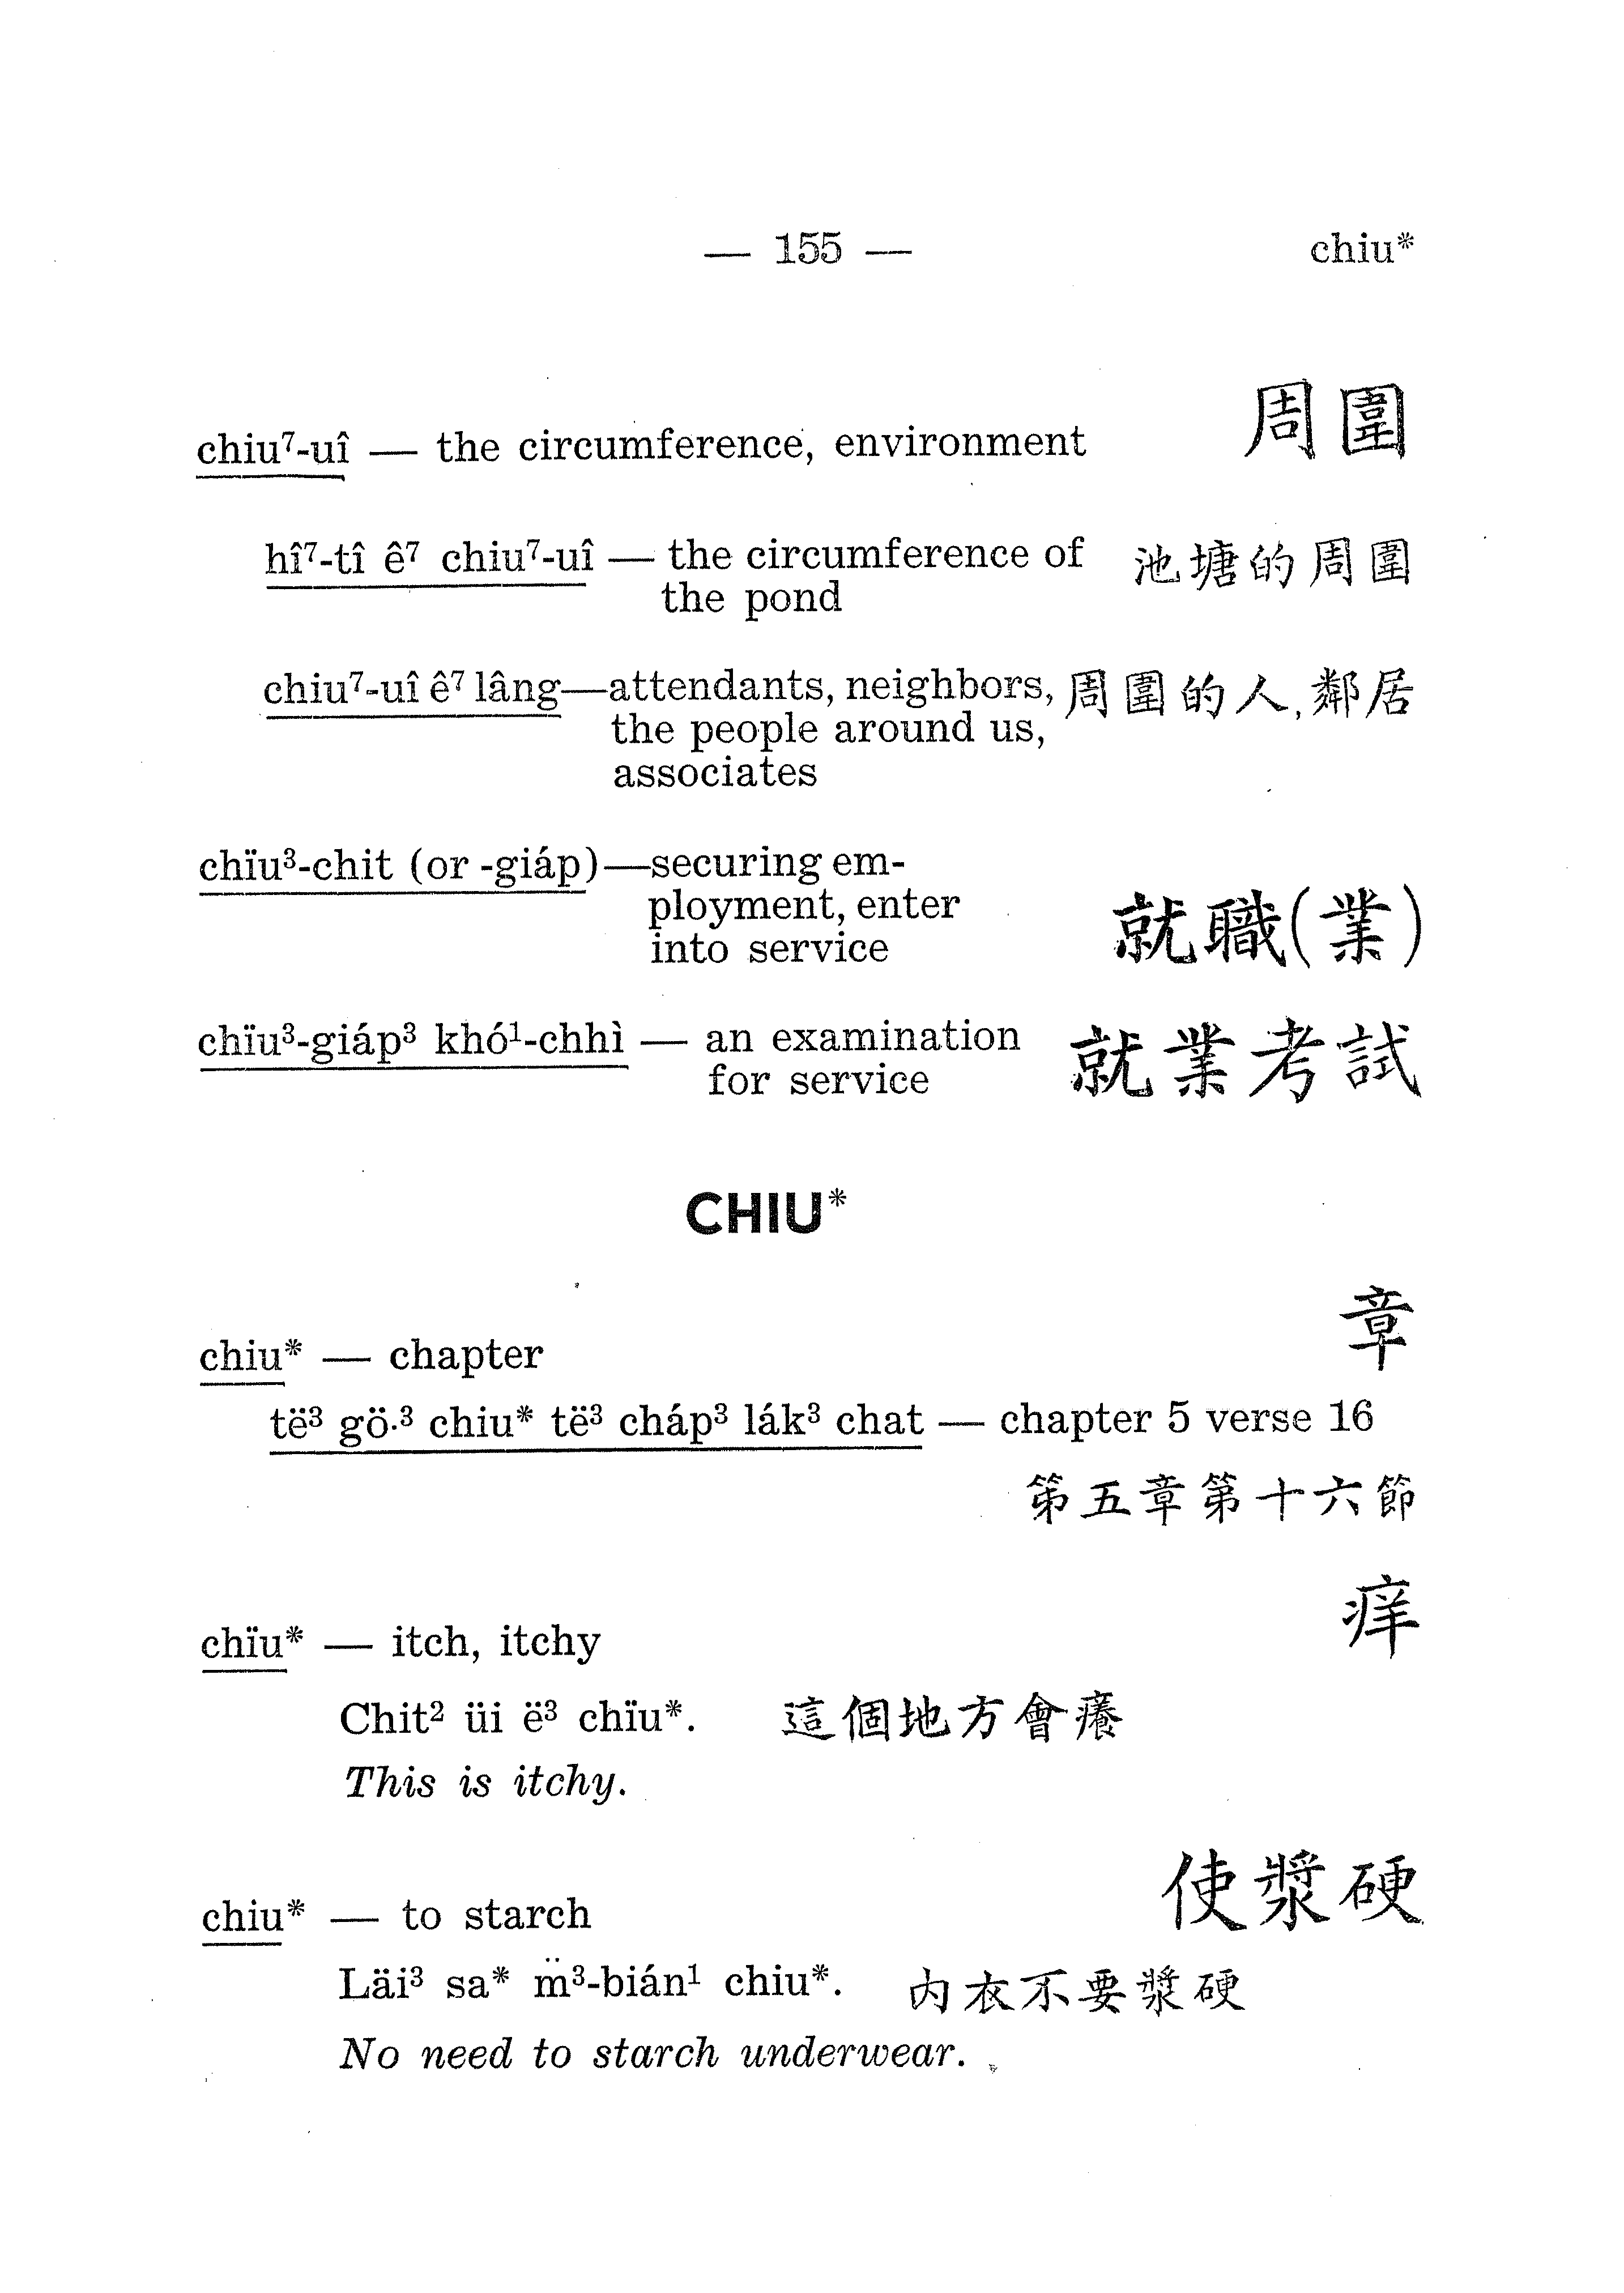 — 155 — chiu*
chiu⁷-uî — the circumference, environment 周圍
hî⁷-tî ê⁷ chiu⁷-uî — the circumference of 池塘的周圍
the pond
chiu⁷-uî ê⁷ lâng—attendants, neighbors, 周圍的人, 鄰居
the people around us,
associates
chïu³-chit (or -giáp)—securing em-
ployment, enter
into service 就職(業)
chïu³-giáp³ khó¹-chhì — an examination 就業考試
for service
CHIU*
chiu* — chapter 章
të³ gö·³ chiu* të³ cháp³ lák³ chat — chapter 5 verse 16
第五章第十六節
chïu* — itch, itchy 痒
Chit² üi ë³ chïu*. 這個地方會癢
This is itchy.
chiu* — to starch 使漿硬
Läi³ sa* m̈³-bián¹ chiu*. 內衣不要漿硬
No need to starch underwear.